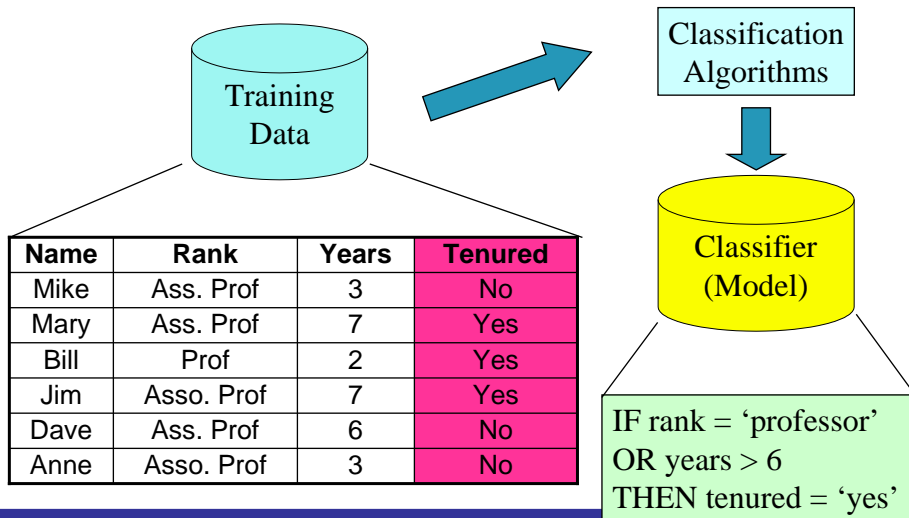 Training
Data
Classification
Algorithms
Classifier
(Model)
Name Rank Years Tenured
Mike Ass. Prof 3 No
Mary Ass. Prof 7 Yes
Bill Prof 2 Yes
Jim Asso. Prof 7 Yes
Dave Ass. Prof 6 No
Anne Asso. Prof 3 No
IF rank = ‘professor’
OR years > 6
THEN tenured = ‘yes’